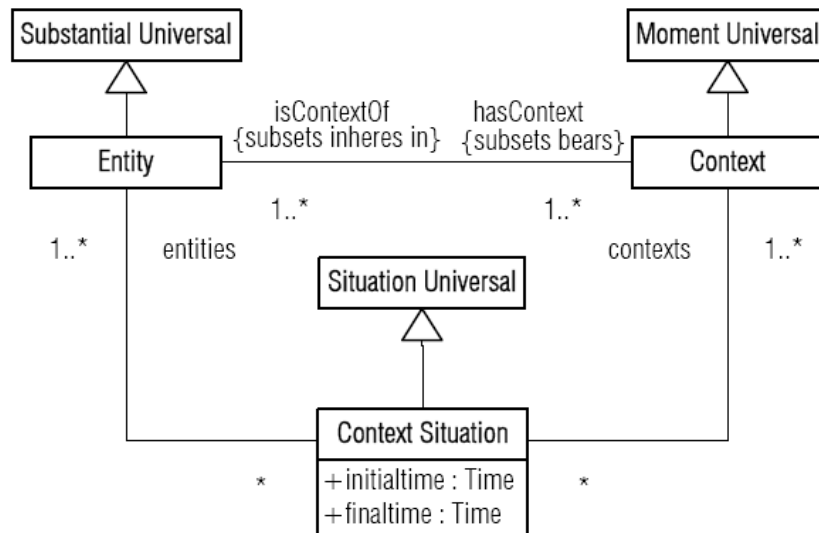 Substantial Universal
Moment Universal
isContextOf
{subsets inheres in}
hasContext
{subsets bears}
Entity
Context
1..*
1..*
1..*
entities
contexts
1..*
Situation Universal
Context Situation
*
+initialtime : Time
*
+finaltime : Time